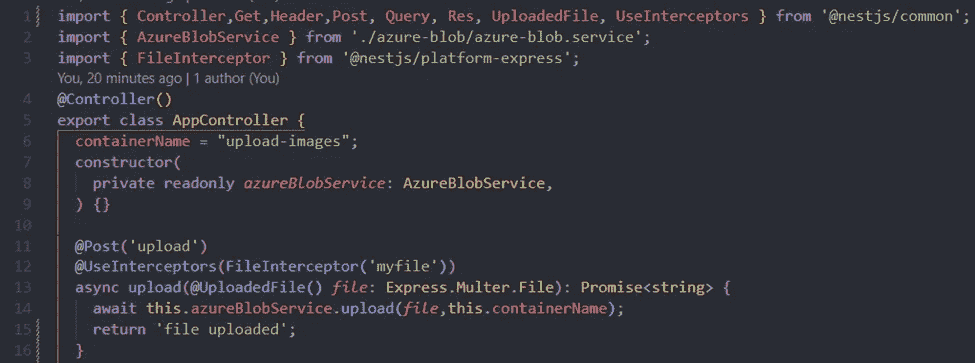 1 import { Controller,Get,Header,Post, Query, Res, UploadedFile, UseInterceptors } from '@nestjs/common';
2 import { AzureBlobService } from './azure-blob/azure-blob.service';
3 import { FileInterceptor } from '@nestjs/platform-express';
You, 20 minutes ago | 1 author (You)
4 @Controller()
5 export class AppController {
6 containerName = "upload-images";
7 constructor(
8 private readonly azureBlobService: AzureBlobService,
9 ) {}
10
11 @Post('upload')
12 @UseInterceptors(FileInterceptor('myfile'))
13 async upload(@UploadedFile() file: Express.Multer.File): Promise<string> {
14 await this.azureBlobService.upload(file,this.containerName);
15 return 'file uploaded';
16 }